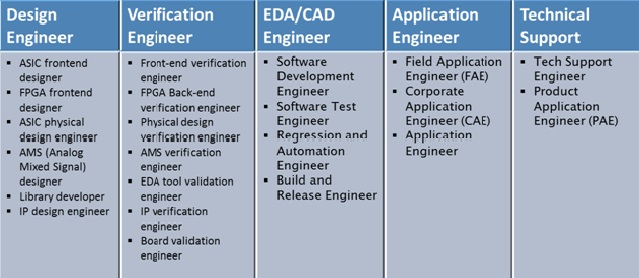 Design
Engineer
ASIC frontend
designer
FPGA frontend
designer
ASIC physical
design engineer
AMS (Analog
Mixed Signal)
designer
Library developer
IP design engineer
Verification
Engineer
Front-end verification
engineer
FPGA Back-end
verification engineer
Physical design
verification engineer
AMS verification
engineer
EDA tool validation
engineer
IP verification
engineer
Board validation
engineer
EDA/CAD
Engineer
Software
Development
Engineer
Software Test
Engineer
Regression and
Automation
Engineer
Build and
Release Engineer
Application
Engineer
Field Application
Engineer (FAE)
Corporate
Application
Engineer (CAE)
Application
Engineer
Technical
Support
Tech Support
Engineer
Product
Application
Engineer (PAE)